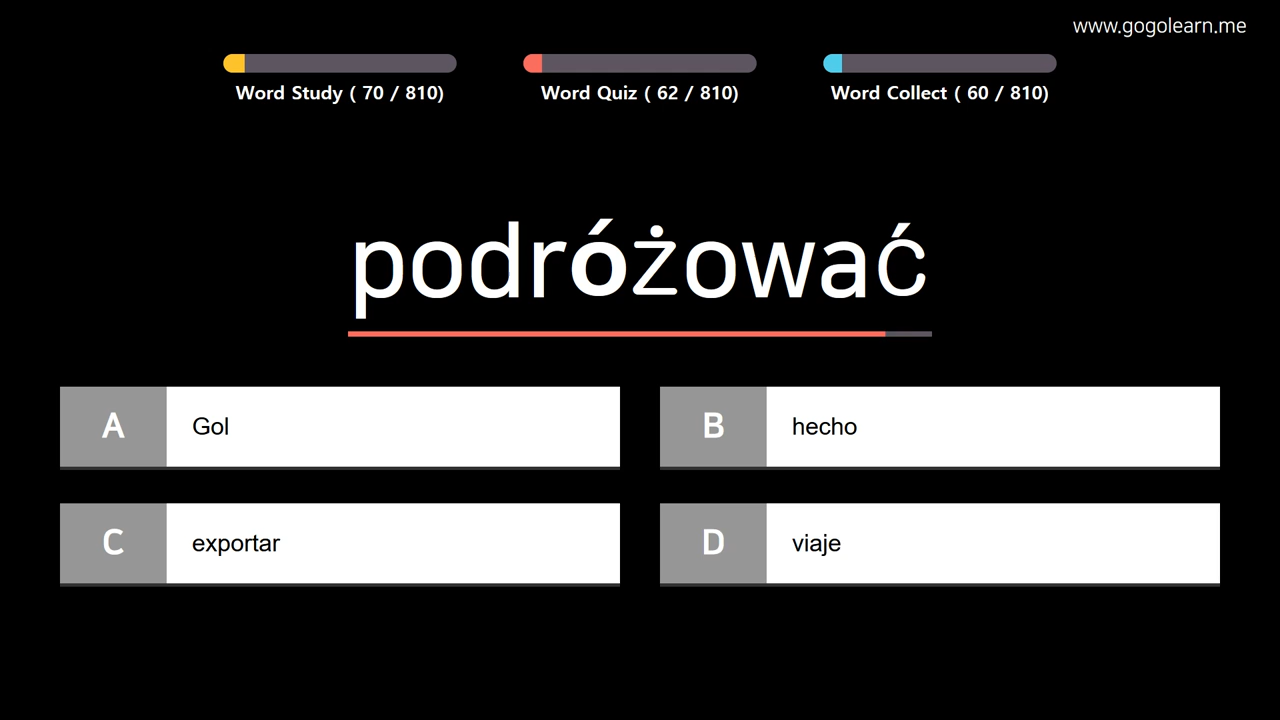 www.gogolearn.me
Word Study ( 70 / 810)
Word Quiz ( 62 / 810)
Word Collect ( 60 / 810)
podróżować
A
Gol
B
hecho
C
exportar
D
viaje